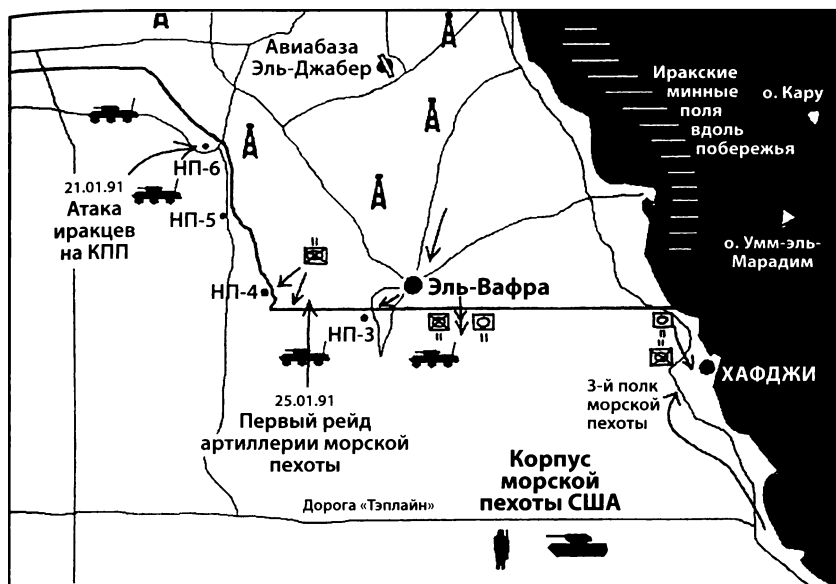 Авиабаза
Эль-Джабер
Иракские
минные
поля
вдоль
побережья
о. Кару
НП-6
21.01.91
Атака
иракцев
на КПП
НП-5
о. Умм-эль-
Марадим
НП-4
Эль-Вафра
НП-3
ХАФДЖИ
3-й полк
морской
пехоты
25.01.91
Первый рейд
артиллерии морской
пехоты
Корпус
морской
пехоты США
Дорога «Тэплайн»